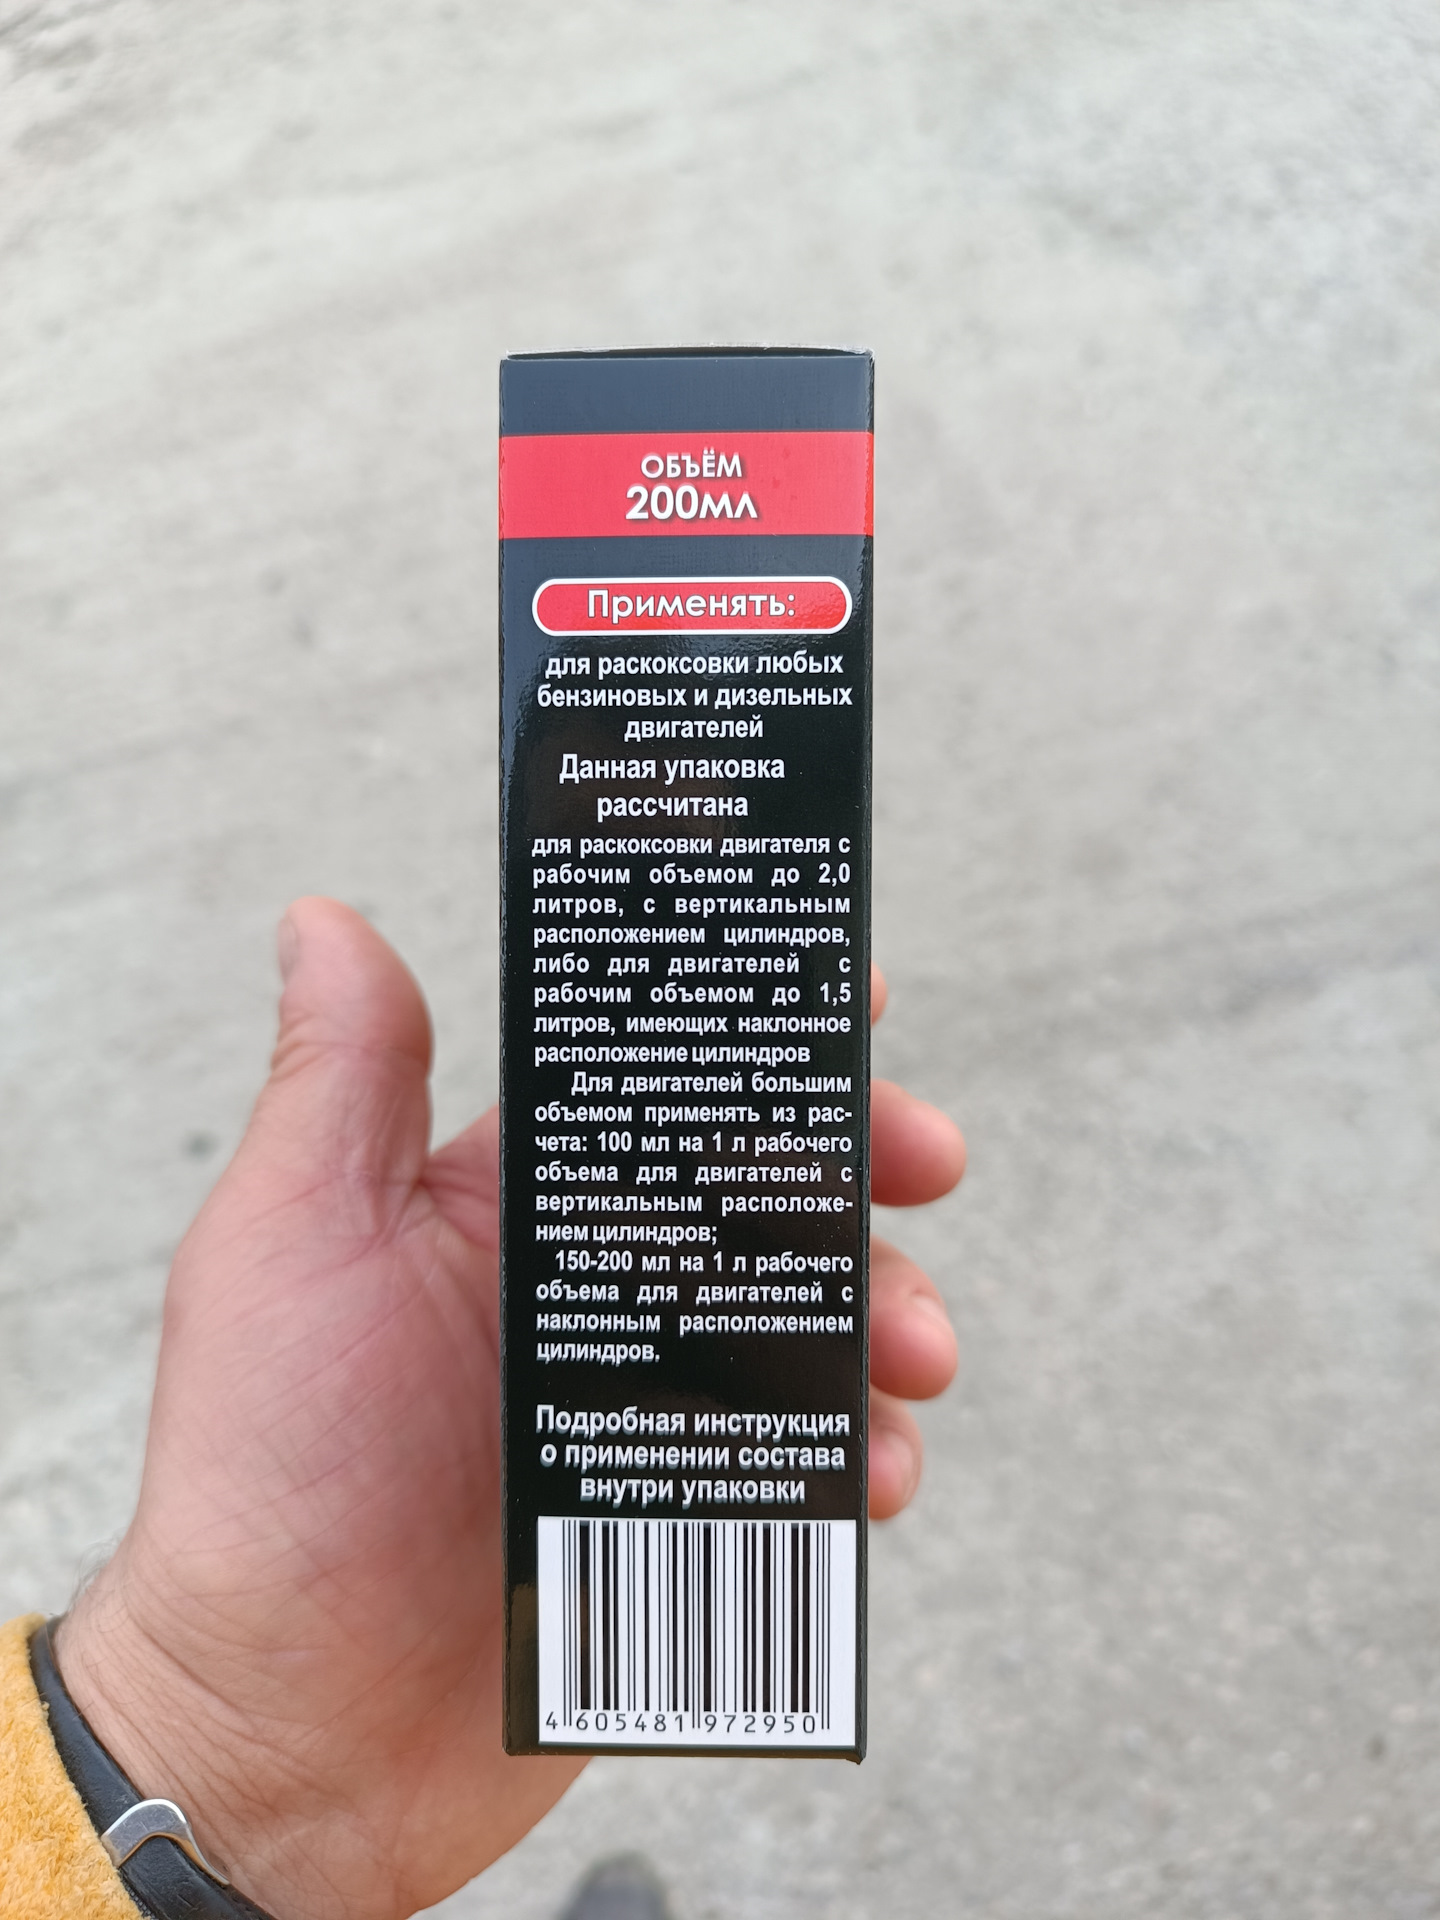 ОБЪЁМ
200мл
Применять:
для раскоксовки любых
бензиновых и дизельных
двигателей
Данная упаковка
рассчитана
для раскоксовки двигателя с
рабочим объемом до 2,0
литров, с вертикальным
расположением цилиндров,
либо для двигателей с
рабочим объемом до 1,5
литров, имеющих наклонное
расположение цилиндров
Для двигателей большим
объемом применять из рас-
чета: 100 мл на 1 л рабочего
объема для двигателей с
вертикальным расположе-
нием цилиндров;
150-200 мл на 1 л рабочего
объема для двигателей с
наклонным расположением
цилиндров.
Подробная инструкция
о применении состава
внутри упаковки
4 605481 972950